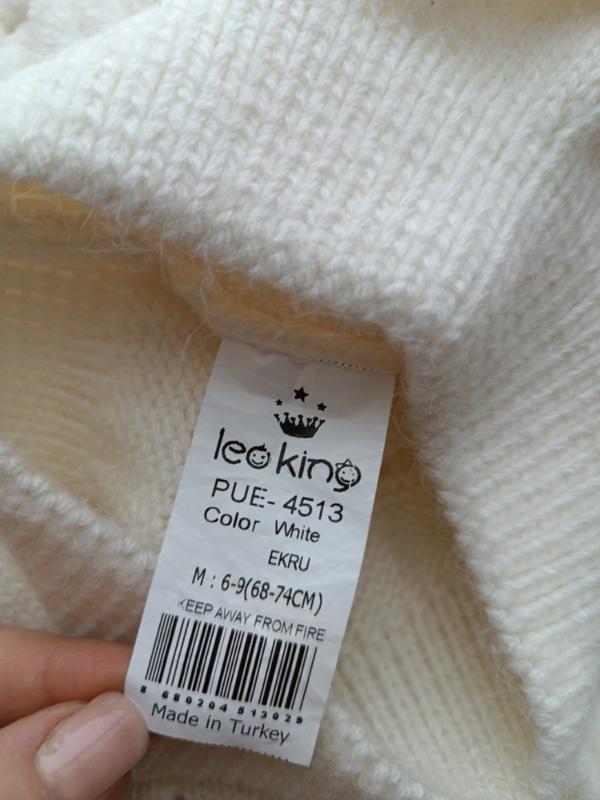 leo king
PUE- 4513
Color White
EKRU
M : 6-9(68-74CM)
KEEP AWAY FROM FIRE
8 680204 513029
Made in Turkey